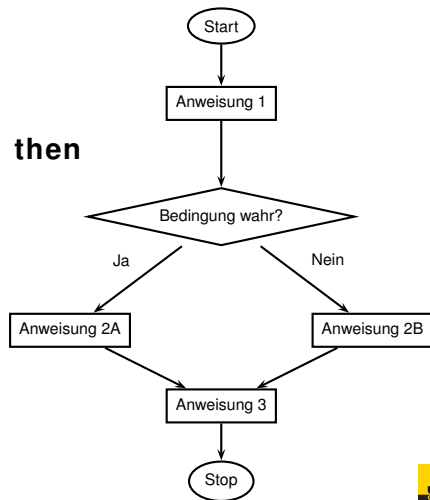 Start
Anweisung 1
then
Bedingung wahr?
Ja
Nein
Anweisung 2A
Anweisung 2B
Anweisung 3
Stop